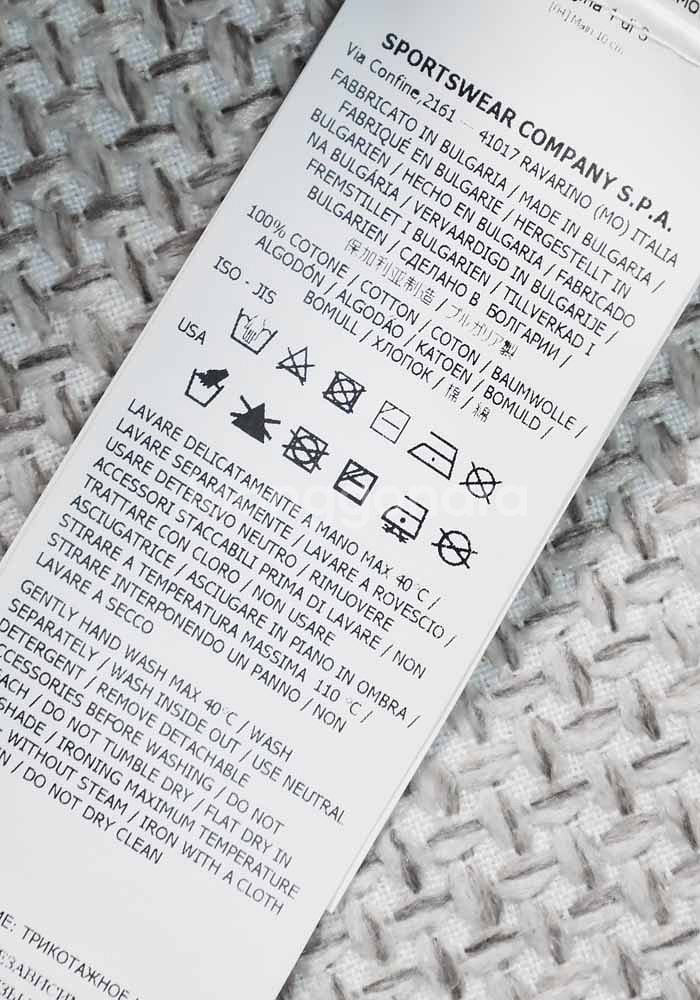 1 di 3
[TH] Main, 10 cm.
SPORTSWEAR COMPANY S.P.A.
Via Confine,2161 — 41017 RAVARINO (MO) ITALIA
FABBRICATO IN BULGARIA / MADE IN BULGARIA /
FABRIQUÉ EN BULGARIE / HERGESTELLT IN
BULGARIEN / HECHO EN BULGARIA / FABRICADO
NA BULGÁRIA / VERVAARDIGD IN BULGARIJE /
FREMSTILLET I BULGARIEN / TILLVERKAD I
BULGARIEN / СДЕЛАНО В БОЛГАРИИ /
保加利亚制造 / ブルガリア製
100% COTONE / COTTON / COTON / BAUMWOLLE /
ALGODÓN / ALGODÃO / KATOEN / BOMULD /
BOMULL / ХЛОПОК / 棉 / 綿
ISO - JIS
USA
LAVARE DELICATAMENTE A MANO MAX 40°C /
LAVARE SEPARATAMENTE / LAVARE A ROVESCIO /
USARE DETERSIVO NEUTRO / RIMUOVERE
ACCESSORI STACCABILI PRIMA DI LAVARE / NON
TRATTARE CON CLORO / NON USARE
ASCIUGATRICE / ASCIUGARE IN PIANO IN OMBRA /
STIRARE A TEMPERATURA MASSIMA 110 °C /
STIRARE INTERPONENDO UN PANNO / NON
LAVARE A SECCO
GENTLY HAND WASH MAX 40°C / WASH
SEPARATELY / WASH INSIDE OUT / USE NEUTRAL
DETERGENT / REMOVE DETACHABLE
ACCESSORIES BEFORE WASHING / DO NOT
/ DO NOT TUMBLE DRY / FLAT DRY IN
SHADE / IRONING MAXIMUM TEMPERATURE
WITHOUT STEAM / IRON WITH A CLOTH
/ DO NOT DRY CLEAN
ТРИКОТАЖНОЕ